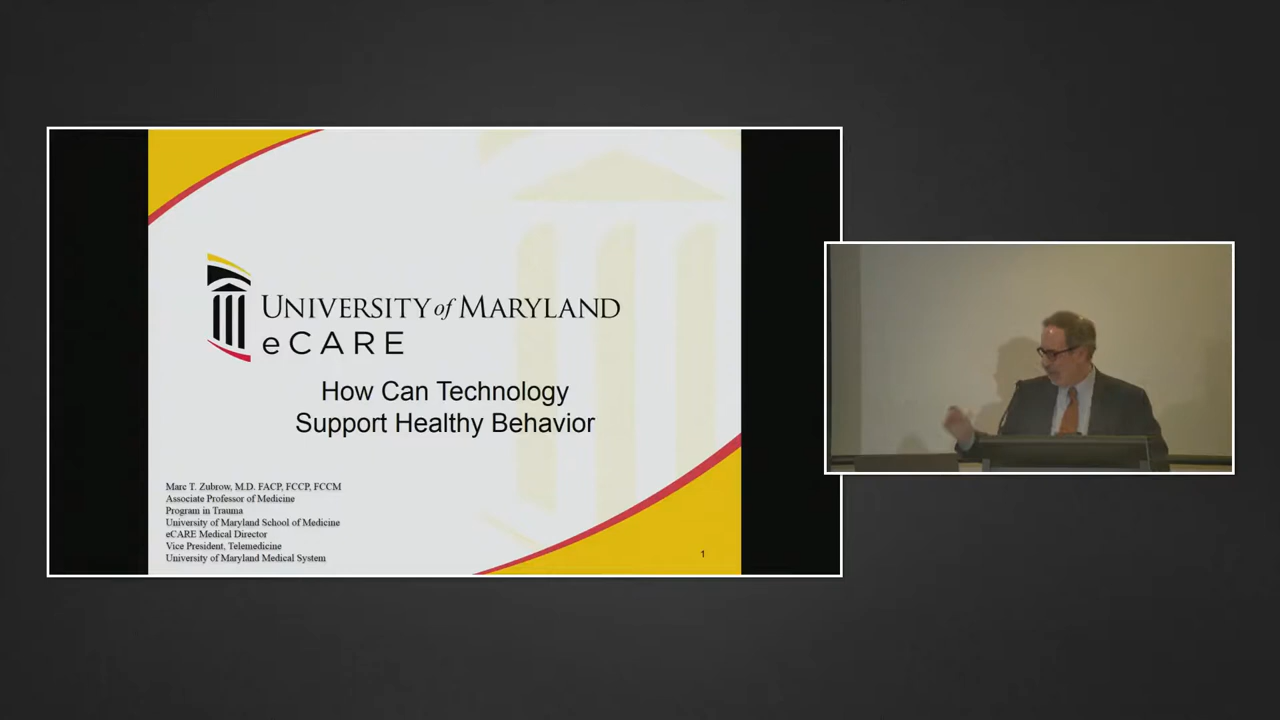 UNIVERSITY of MARYLAND
eCARE
How Can Technology
Support Healthy Behavior
Marc T. Zubrow, M.D. FACP, FCCP, FCCM
Associate Professor of Medicine
Program in Trauma
University of Maryland School of Medicine
eCARE Medical Director
Vice President, Telemedicine
University of Maryland Medical System
1